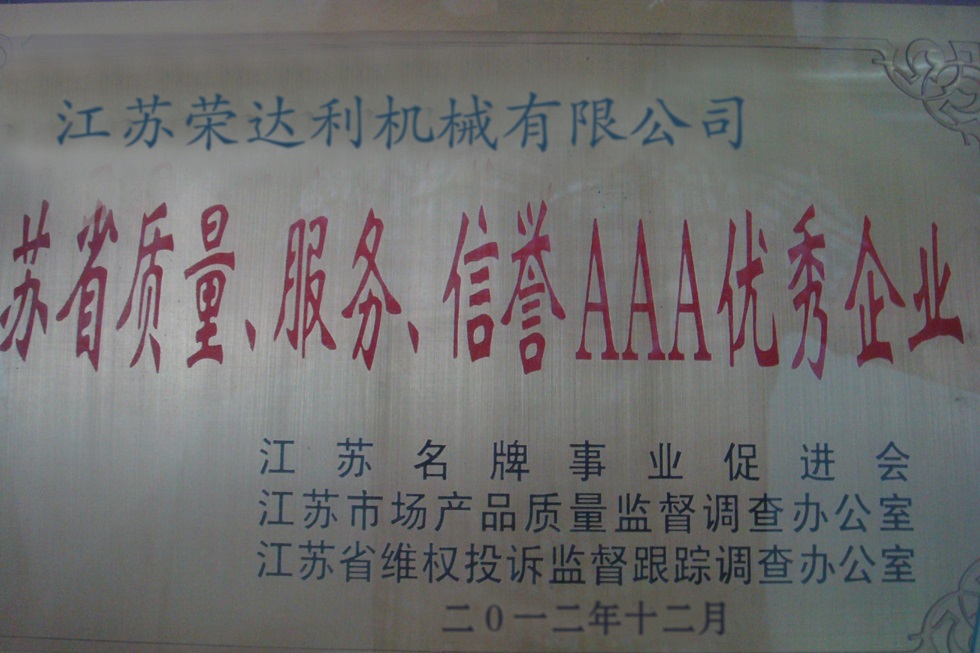 江苏荣达利机械有限公司
苏省质量、服务、信誉AAA优秀企业
江苏名牌事业促进会
江苏市场产品质量监督调查办公室
江苏省维权投诉监督跟踪调查办公室
二0一二年十二月